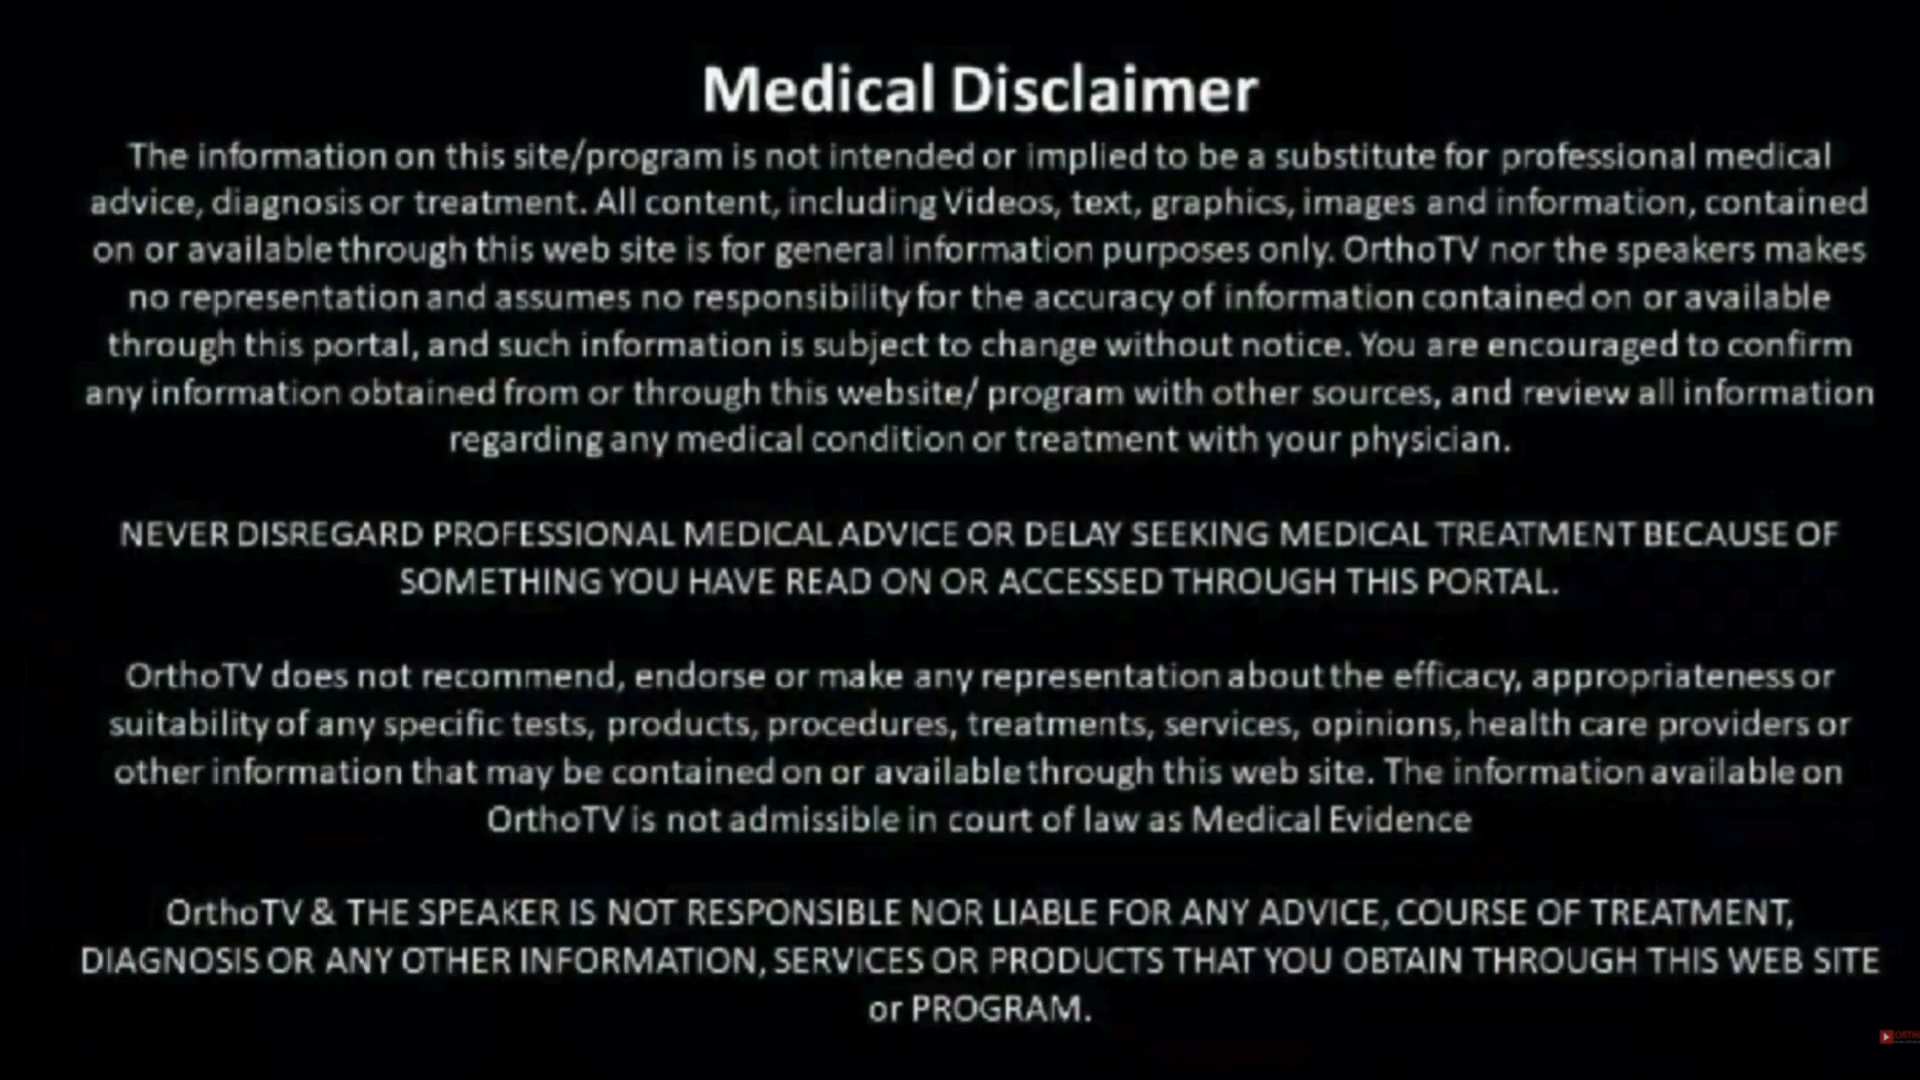 Medical Disclaimer
The information on this site/program is not intended or implied to be a substitute for professional medical
advice, diagnosis or treatment. All content, including Videos, text, graphics, images and information, contained
on or available through this web site is for general information purposes only. OrthoTV nor the speakers makes
no representation and assumes no responsibility for the accuracy of information contained on or available
through this portal, and such information is subject to change without notice. You are encouraged to confirm
any information obtained from or through this website/ program with other sources, and review all information
regarding any medical condition or treatment with your physician.
NEVER DISREGARD PROFESSIONAL MEDICAL ADVICE OR DELAY SEEKING MEDICAL TREATMENT BECAUSE OF
SOMETHING YOU HAVE READ ON OR ACCESSED THROUGH THIS PORTAL.
OrthoTV does not recommend, endorse or make any representation about the efficacy, appropriateness or
suitability of any specific tests, products, procedures, treatments, services, opinions, health care providers or
other information that may be contained on or available through this web site. The information available on
OrthoTV is not admissible in court of law as Medical Evidence
OrthoTV & THE SPEAKER IS NOT RESPONSIBLE NOR LIABLE FOR ANY ADVICE, COURSE OF TREATMENT,
DIAGNOSIS OR ANY OTHER INFORMATION, SERVICES OR PRODUCTS THAT YOU OBTAIN THROUGH THIS WEB SITE
or PROGRAM.